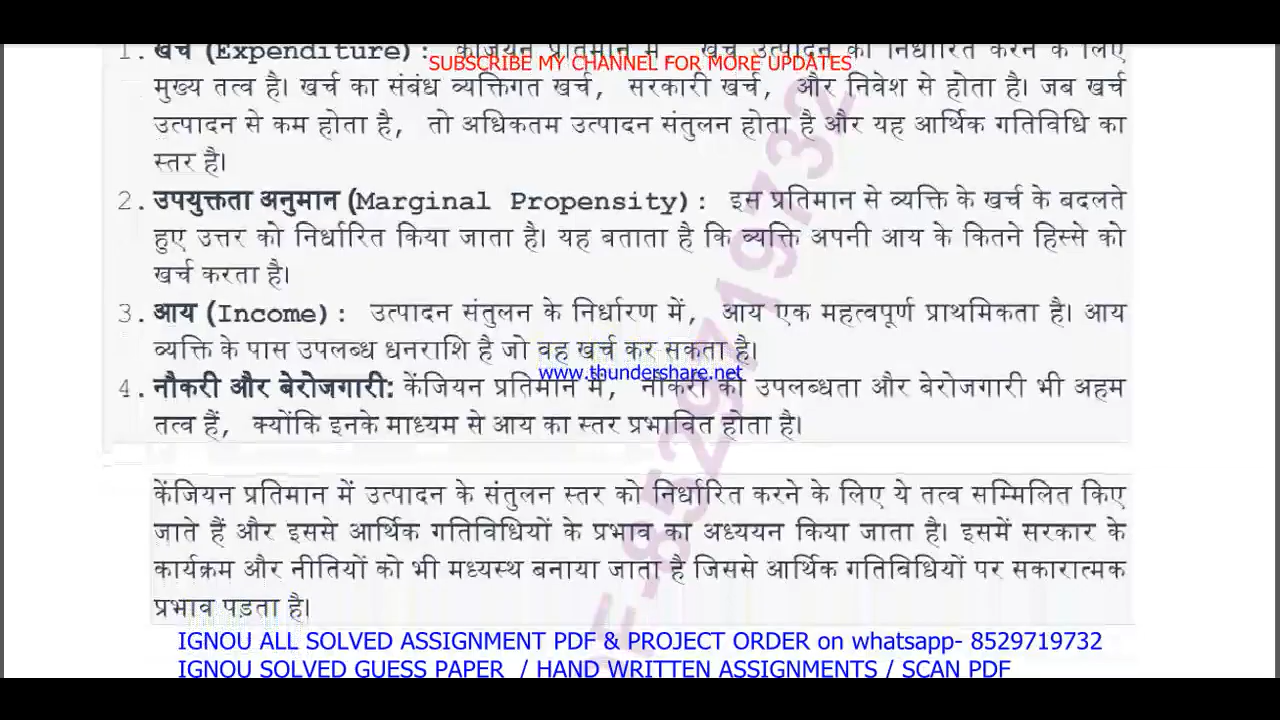 1. खर्च (Expenditure): केंजियन प्रतिमान में, खर्च उत्पादन को निर्धारित करने के लिए
SUBSCRIBE MY CHANNEL FOR MORE UPDATES
मुख्य तत्व है। खर्च का संबंध व्यक्तिगत खर्च, सरकारी खर्च, और निवेश से होता है। जब खर्च
उत्पादन से कम होता है, तो अधिकतम उत्पादन संतुलन होता है और यह आर्थिक गतिविधि का
स्तर है।
2. उपयुक्तता अनुमान (Marginal Propensity): इस प्रतिमान से व्यक्ति के खर्च के बदलते
हुए उत्तर को निर्धारित किया जाता है। यह बताता है कि व्यक्ति अपनी आय के कितने हिस्से को
खर्च करता है।
3. आय (Income): उत्पादन संतुलन के निर्धारण में, आय एक महत्वपूर्ण प्राथमिकता है। आय
व्यक्ति के पास उपलब्ध धनराशि है जो वह खर्च कर सकता है।
www.thundershare.net
4. नौकरी और बेरोजगारी: केंजियन प्रतिमान में, नौकरी की उपलब्धता और बेरोजगारी भी अहम
तत्व हैं, क्योंकि इनके माध्यम से आय का स्तर प्रभावित होता है।
केंजियन प्रतिमान में उत्पादन के संतुलन स्तर को निर्धारित करने के लिए ये तत्व सम्मिलित किए
जाते हैं और इससे आर्थिक गतिविधियों के प्रभाव का अध्ययन किया जाता है। इसमें सरकार के
कार्यक्रम और नीतियों को भी मध्यस्थ बनाया जाता है जिससे आर्थिक गतिविधियों पर सकारात्मक
प्रभाव पड़ता है।
IGNOU ALL SOLVED ASSIGNMENT PDF & PROJECT ORDER on whatsapp- 8529719732
IGNOU SOLVED GUESS PAPER / HAND WRITTEN ASSIGNMENTS / SCAN PDF
8529719732